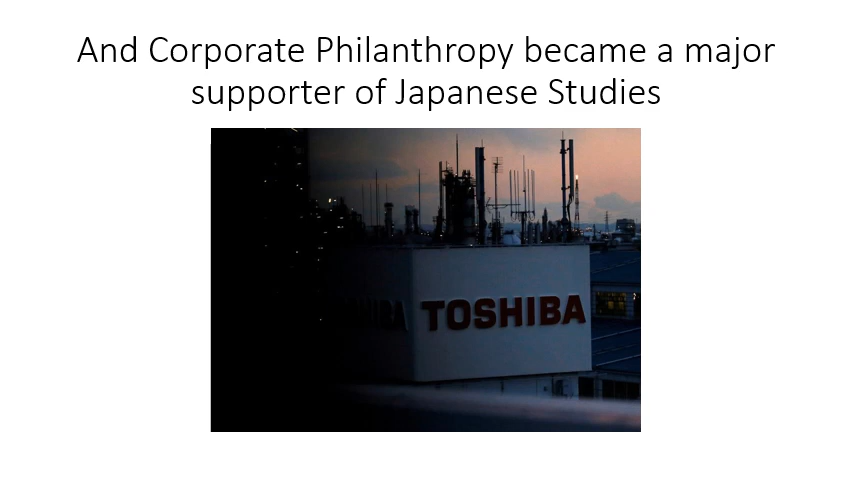 And Corporate Philanthropy became a major
supporter of Japanese Studies
TOSHIBA